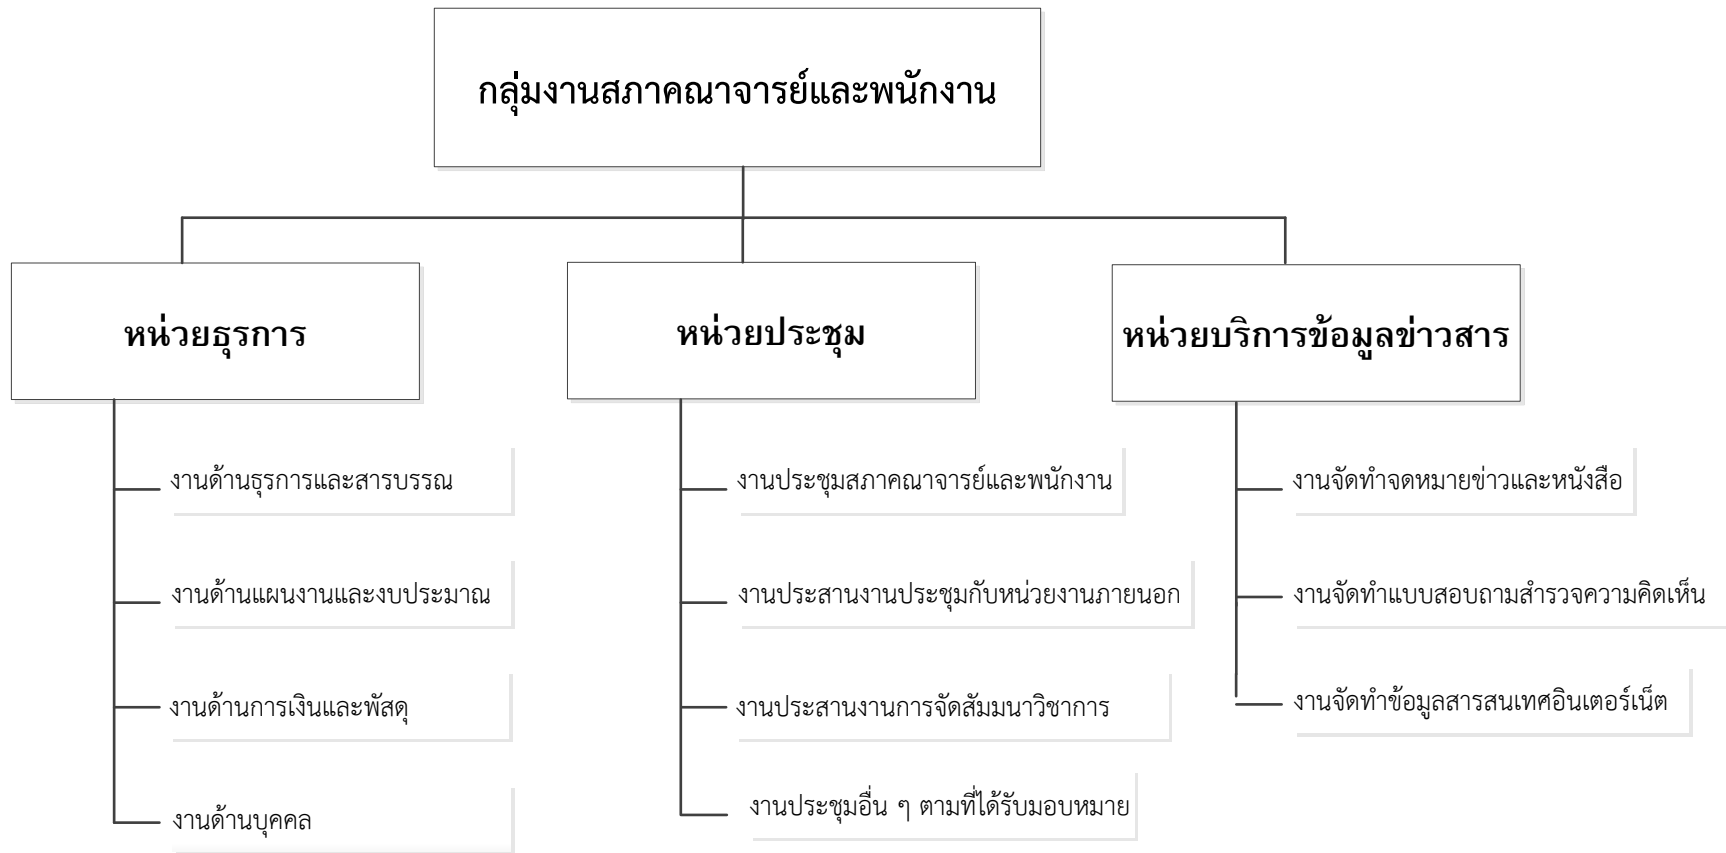 กลุ่มงานสภาคณาจารย์และพนักงาน
หน่วยธุรการ
งานด้านธุรการและสารบรรณ
งานด้านแผนงานและงบประมาณ
งานด้านการเงินและพัสดุ
งานด้านบุคคล
หน่วยประชุม
งานประชุมสภาคณาจารย์และพนักงาน
งานประสานงานประชุมกับหน่วยงานภายนอก
งานประสานงานการจัดสัมมนาวิชาการ
งานประชุมอื่น ๆ ตามที่ได้รับมอบหมาย
หน่วยบริการข้อมูลข่าวสาร
งานจัดทำจดหมายข่าวและหนังสือ
งานจัดทำแบบสอบถามสำรวจความคิดเห็น
งานจัดทำข้อมูลสารสนเทศอินเตอร์เน็ต